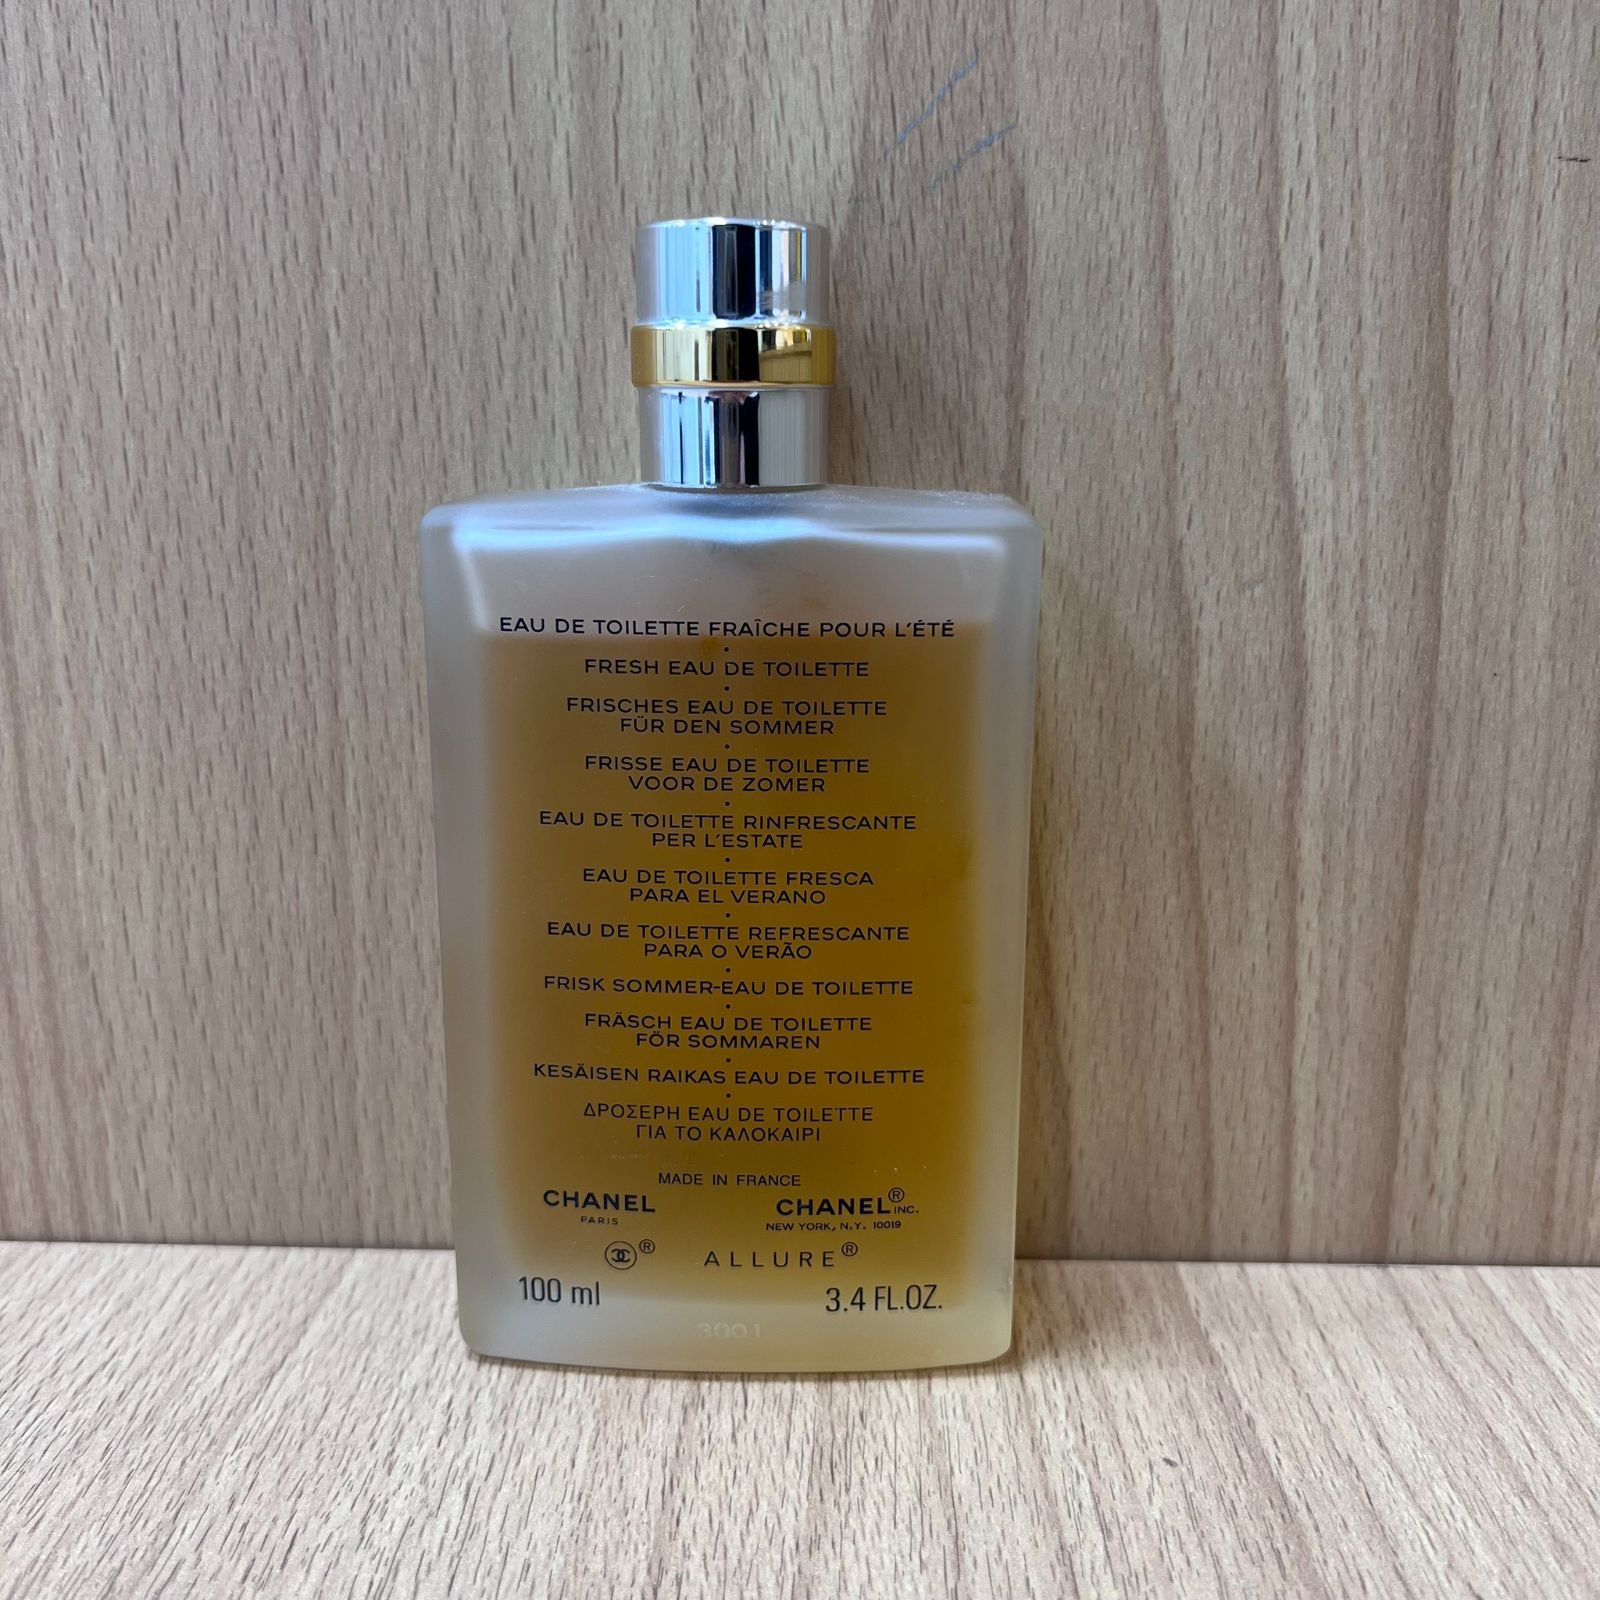 EAU DE TOILETTE FRAÎCHE POUR L'ÉTÉ
FRESH EAU DE TOILETTE
FRISCHES EAU DE TOILETTE
FÜR DEN SOMMER
FRISSE EAU DE TOILETTE
VOOR DE ZOMER
EAU DE TOILETTE RINFRESCANTE
PER L'ESTATE
EAU DE TOILETTE FRESCA
PARA EL VERANO
EAU DE TOILETTE REFRESCANTE
PARA O VERÃO
FRISK SOMMER-EAU DE TOILETTE
FRÄSCH EAU DE TOILETTE
FÖR SOMMAREN
KESÄISEN RAIKAS EAU DE TOILETTE
ΔΡΟΣΕΡΗ EAU DE TOILETTE
ΓΙΑ ΤΟ ΚΑΛΟΚΑΙΡΙ
MADE IN FRANCE
CHANEL CHANEL® INC.
PARIS NEW YORK, N.Y. 10019
® ALLURE®
100 ml 3.4 FL.OZ.
3001